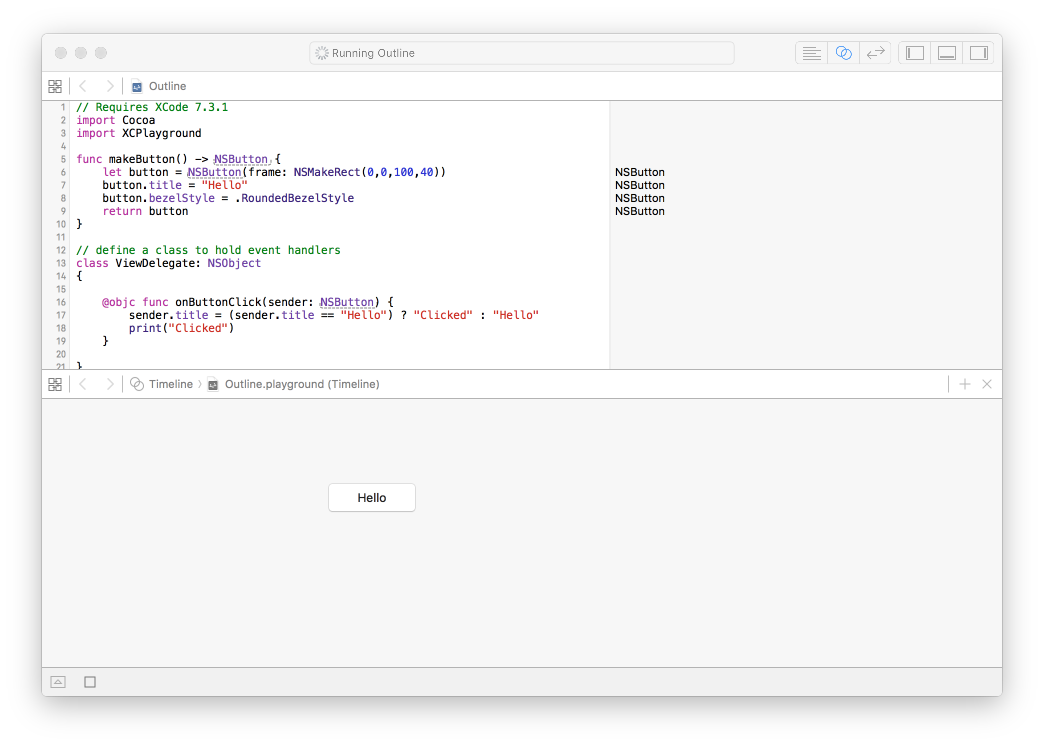 Running Outline
Outline
1 // Requires XCode 7.3.1
2 import Cocoa
3 import XCPlayground
4
5 func makeButton() -> NSButton {
6 let button = NSButton(frame: NSMakeRect(0,0,100,40)) NSButton
7 button.title = "Hello" NSButton
8 button.bezelStyle = .RoundedBezelStyle NSButton
9 return button NSButton
10 }
11
12 // define a class to hold event handlers
13 class ViewDelegate: NSObject
14 {
15
16 @objc func onButtonClick(sender: NSButton) {
17 sender.title = (sender.title == "Hello") ? "Clicked" : "Hello"
18 print("Clicked")
19 }
20
21 }
Timeline 〉 Outline.playground (Timeline)
Hello